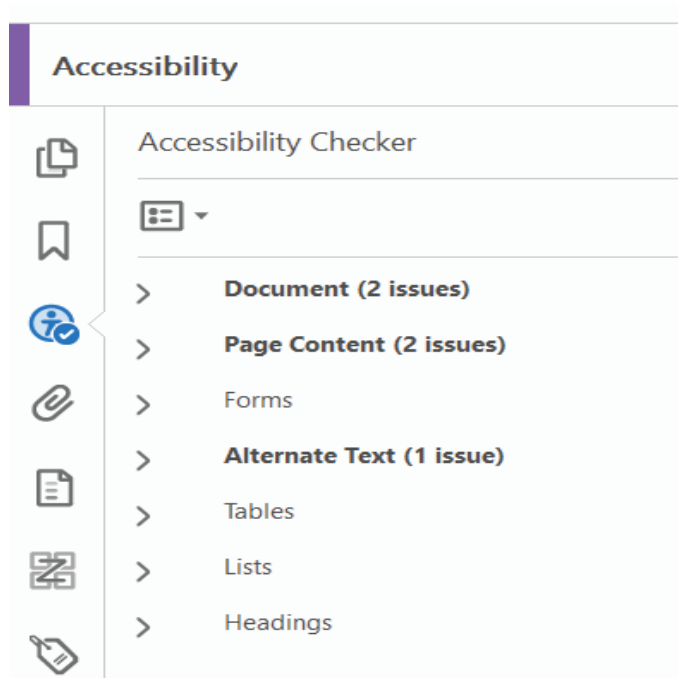 Accessibility
Accessibility Checker
Document (2 issues)
Page Content (2 issues)
Forms
Alternate Text (1 issue)
Tables
Lists
Headings